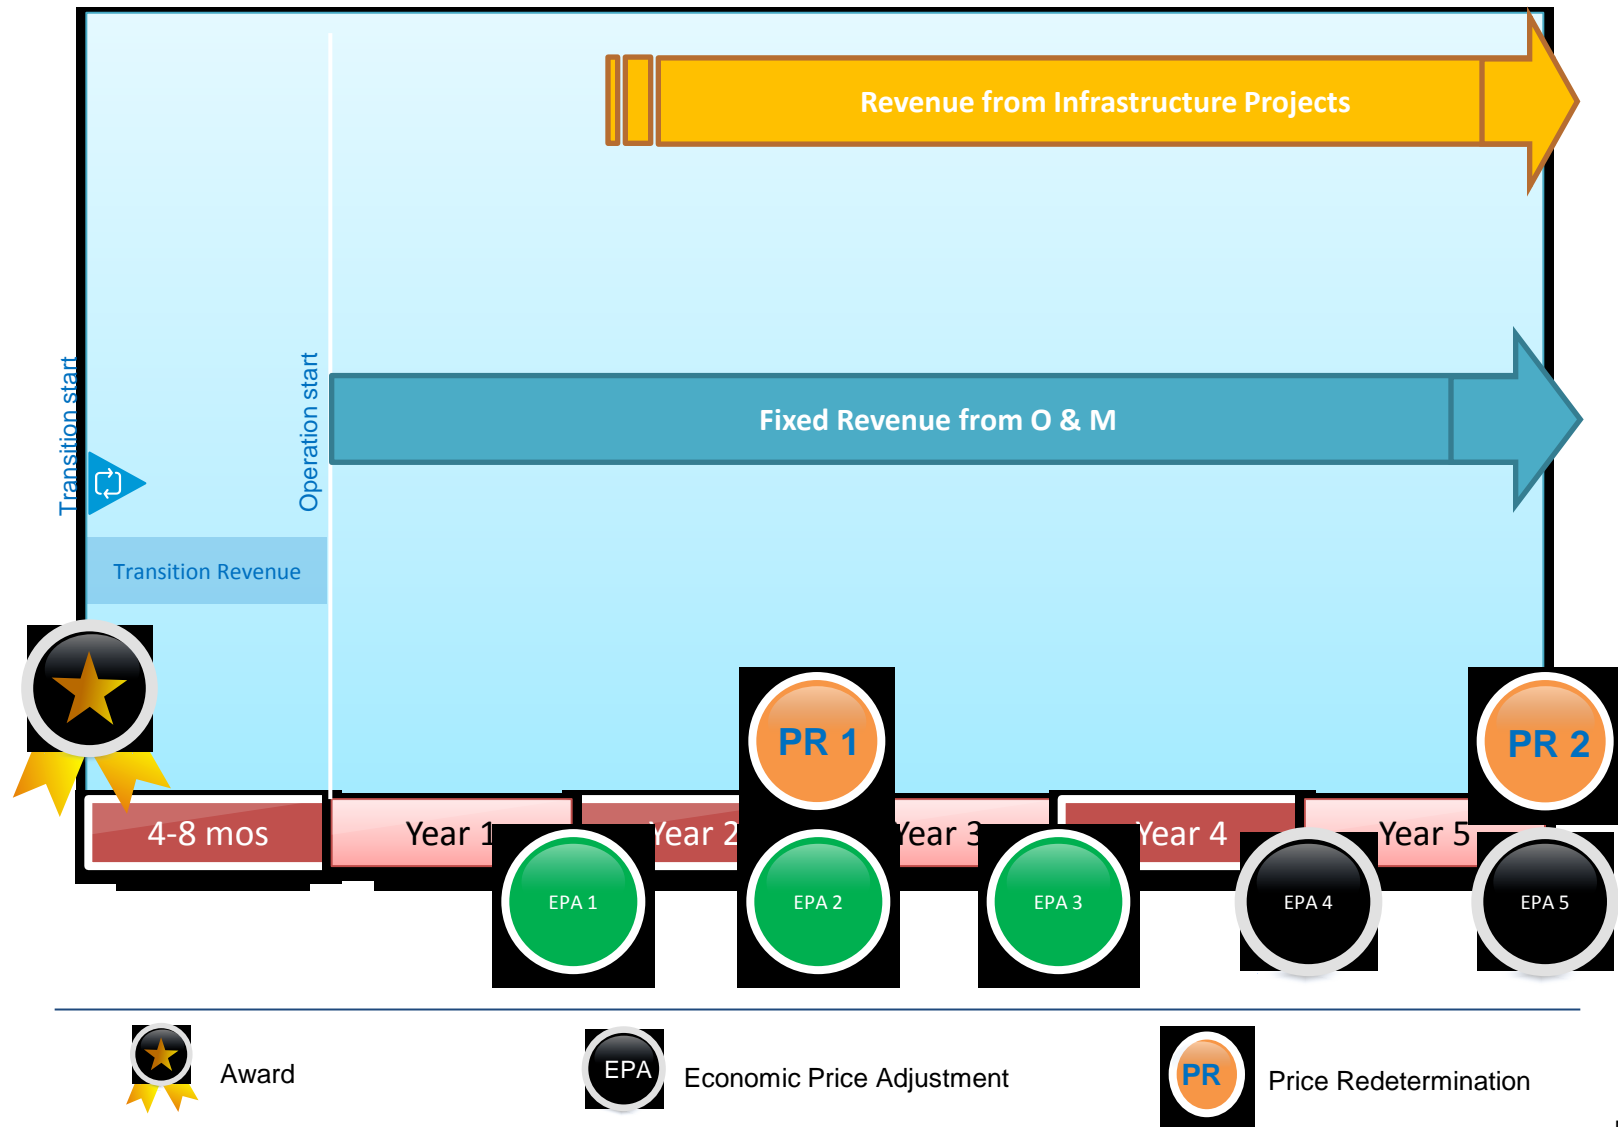 Revenue from Infrastructure Projects
Transition start
Operation start
Fixed Revenue from O & M
Transition Revenue
PR 1
PR 2
4-8 mos
Year 1
Year 2
Year 3
Year 4
Year 5
EPA 1
EPA 2
EPA 3
EPA 4
EPA 5
Award
EPA
Economic Price Adjustment
PR
Price Redetermination